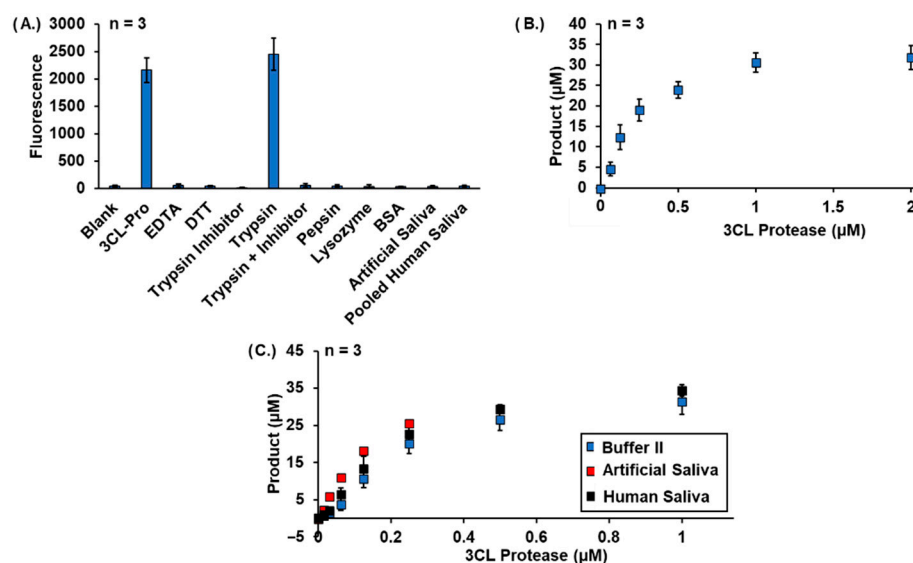 (A.)
n = 3
Fluorescence
3000
2500
2000
1500
1000
500
0
Blank
3CL-Pro
EDTA
DTT
Trypsin Inhibitor
Trypsin
Trypsin + Inhibitor
Pepsin
Lysozyme
BSA
Artificial Saliva
Pooled Human Saliva
(B.)
n = 3
Product (µM)
40
35
30
25
20
15
10
5
0
0
0.5
1
1.5
2
3CL Protease (µM)
(C.)
n = 3
Product (µM)
45
35
25
15
5
−5
0
0.2
0.4
0.6
0.8
1
3CL Protease (µM)
Buffer II
Artificial Saliva
Human Saliva